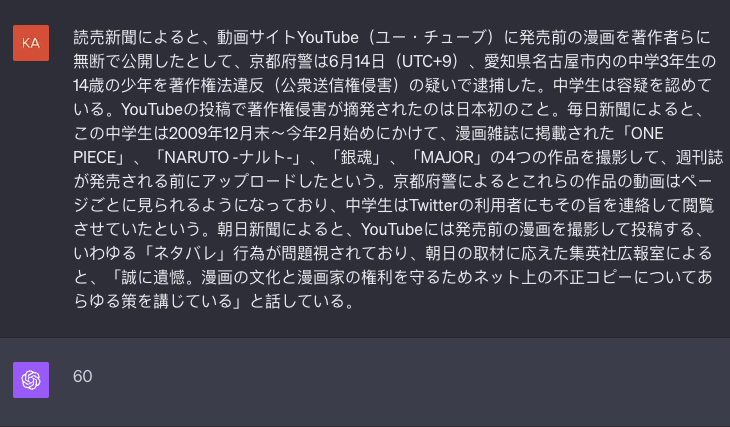 KA
読売新聞によると、動画サイトYouTube（ユー・チューブ）に発売前の漫画を著作者らに
無断で公開したとして、京都府警は6月14日（UTC+9）、愛知県名古屋市内の中学3年生の
14歳の少年を著作権法違反（公衆送信権侵害）の疑いで逮捕した。中学生は容疑を認めて
いる。YouTubeの投稿で著作権侵害が摘発されたのは日本初のこと。毎日新聞によると、
この中学生は2009年12月末～今年2月始めにかけて、漫画雑誌に掲載された「ONE
PIECE」、「NARUTO -ナルト-」、「銀魂」、「MAJOR」の4つの作品を撮影して、週刊誌
が発売される前にアップロードしたという。京都府警によるとこれらの作品の動画はペー
ジごとに見られるようになっており、中学生はTwitterの利用者にもその旨を連絡して閲覧
させていたという。朝日新聞によると、YouTubeには発売前の漫画を撮影して投稿する、
いわゆる「ネタバレ」行為が問題視されており、朝日の取材に応えた集英社広報室による
と、「誠に遺憾。漫画の文化と漫画家の権利を守るためネット上の不正コピーについてあ
らゆる策を講じている」と話している。
60